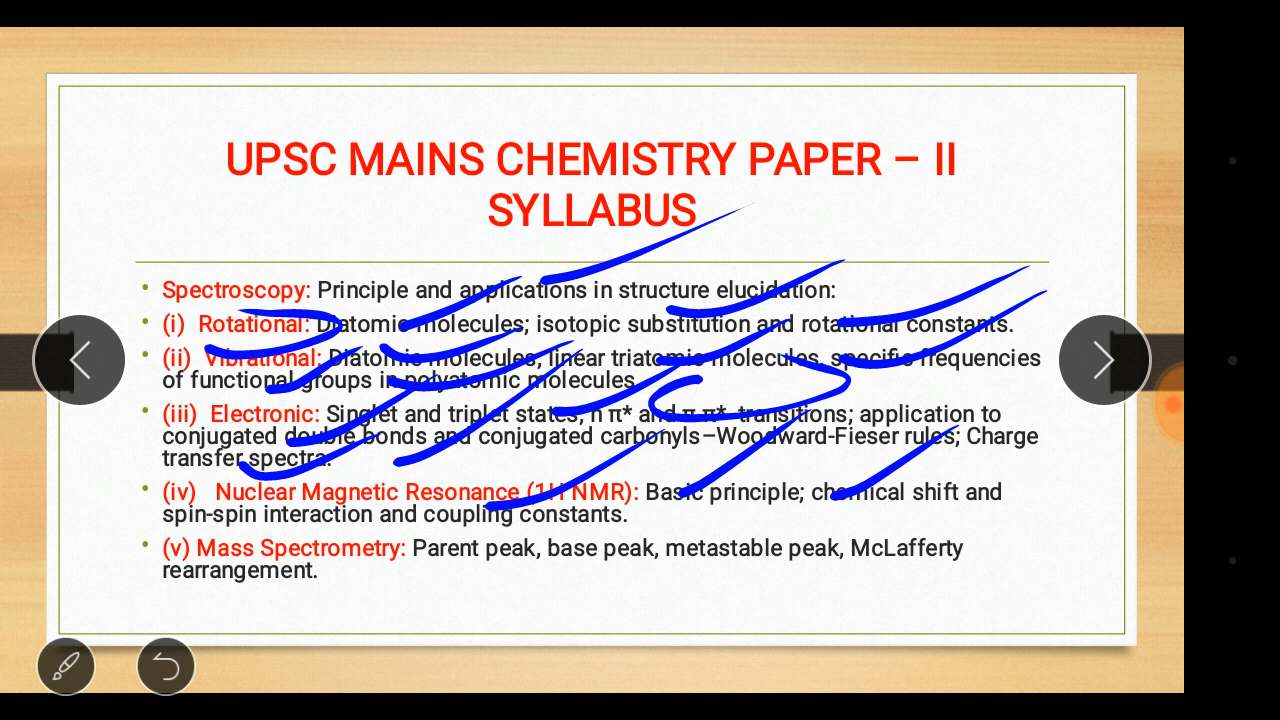 UPSC MAINS CHEMISTRY PAPER – II
SYLLABUS
• Spectroscopy: Principle and applications in structure elucidation:
• (i) Rotational: Diatomic molecules; isotopic substitution and rotational constants.
• (ii) Vibrational: Diatomic molecules, linear triatomic molecules, specific frequencies
of functional groups in polyatomic molecules.
• (iii) Electronic: Singlet and triplet states, n π* and π π* transitions; application to
conjugated double bonds and conjugated carbonyls–Woodward-Fieser rules; Charge
transfer spectra.
• (iv) Nuclear Magnetic Resonance (1H NMR): Basic principle; chemical shift and
spin-spin interaction and coupling constants.
• (v) Mass Spectrometry: Parent peak, base peak, metastable peak, McLafferty
rearrangement.